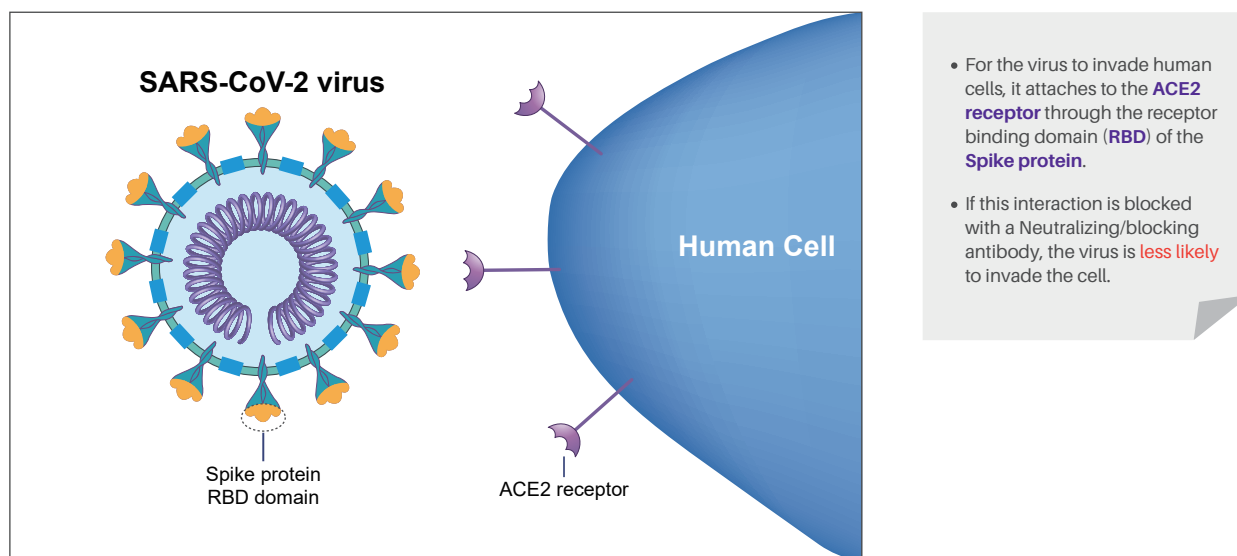 SARS-CoV-2 virus
Human Cell
Spike protein
RBD domain
ACE2 receptor
• For the virus to invade human
cells, it attaches to the ACE2
receptor through the receptor
binding domain (RBD) of the
Spike protein.
• If this interaction is blocked
with a Neutralizing/blocking
antibody, the virus is less likely
to invade the cell.